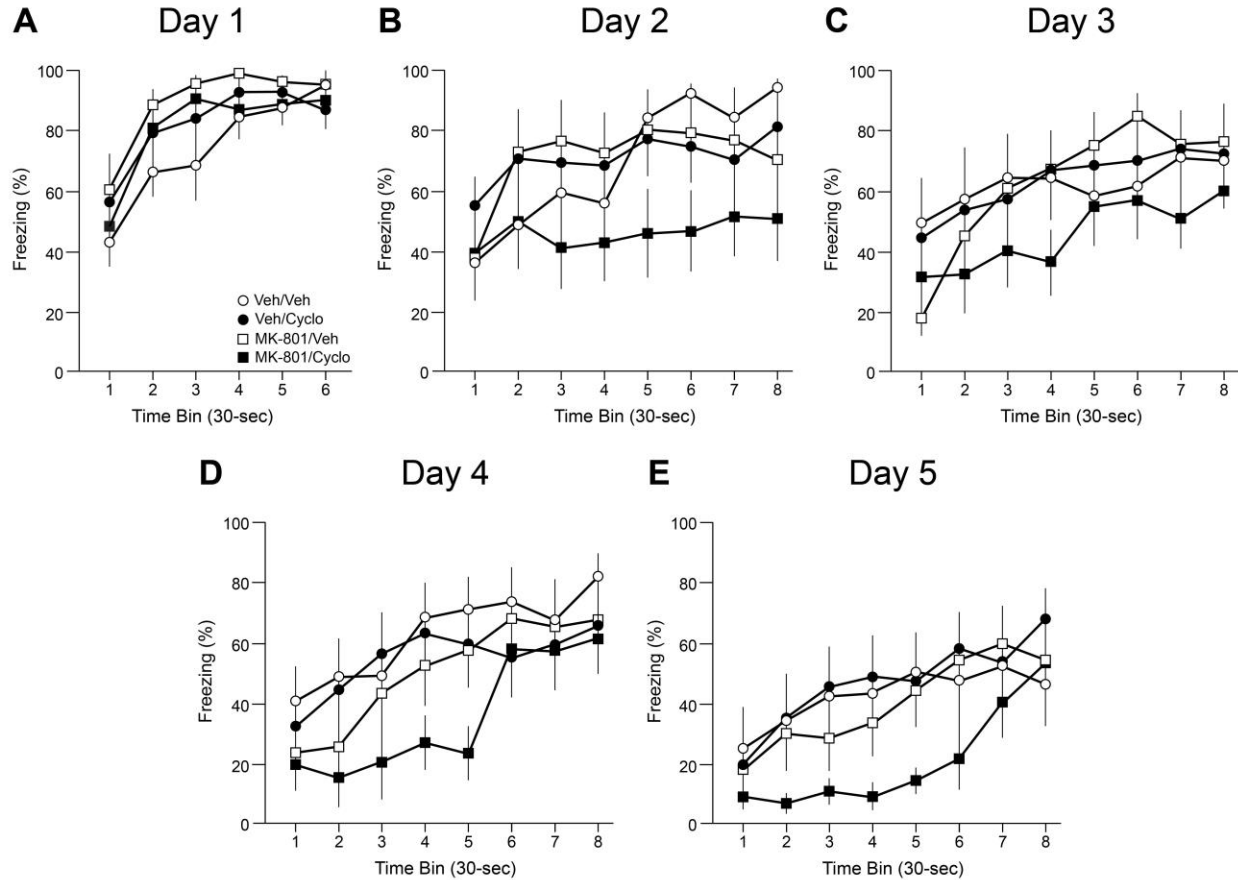 A Day 1
B Day 2
C Day 3
100
80
60
40
20
0
Freezing (%)
Veh/Veh
Veh/Cyclo
MK-801/Veh
MK-801/Cyclo
1 2 3 4 5 6
Time Bin (30-sec)
100
80
60
40
20
0
Freezing (%)
1 2 3 4 5 6 7 8
Time Bin (30-sec)
100
80
60
40
20
0
Freezing (%)
1 2 3 4 5 6 7 8
Time Bin (30-sec)
D Day 4
E Day 5
100
80
60
40
20
0
Freezing (%)
1 2 3 4 5 6 7 8
Time Bin (30-sec)
100
80
60
40
20
0
Freezing (%)
1 2 3 4 5 6 7 8
Time Bin (30-sec)